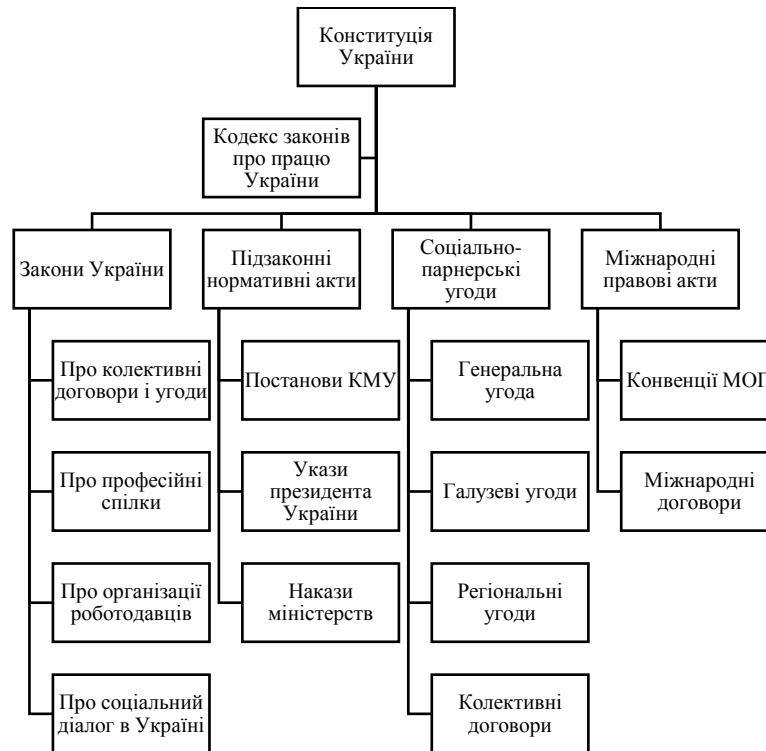 Конституція
України
Кодекс законів
про працю
України
Закони України
Підзаконні
нормативні акти
Соціально-
парнерські
угоди
Міжнародні
правові акти
Про колективні
договори і угоди
Постанови КМУ
Генеральна
угода
Конвенції МОП
Про професійні
спілки
Укази
президента
України
Галузеві угоди
Міжнародні
договори
Про організації
роботодавців
Накази
міністерств
Регіональні
угоди
Про соціальний
діалог в Україні
Колективні
договори